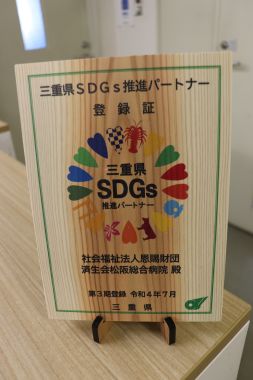 三重県SDGs推進パートナー
登録証
三重県
SDGs
推進パートナー
社会福祉法人恩賜財団
済生会松阪総合病院 殿
第3期登録 令和4年7月
三重県